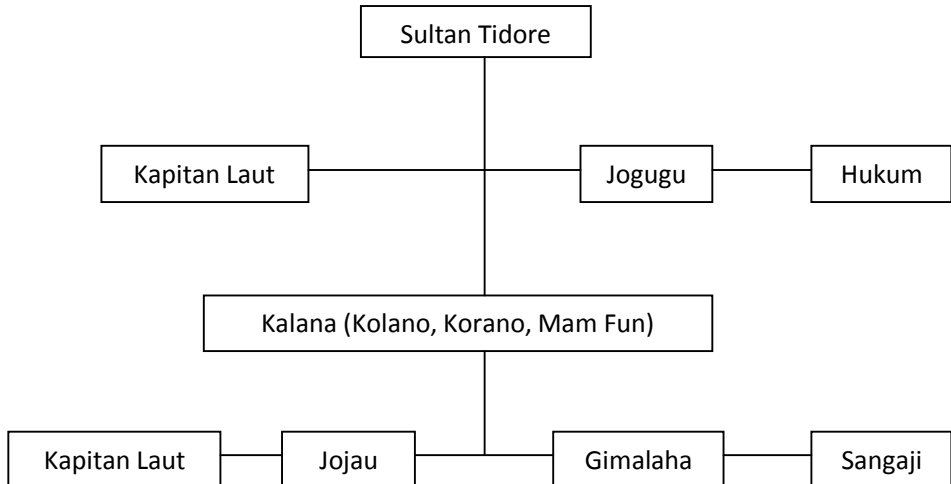 Sultan Tidore
Kapitan Laut
Jogugu
Hukum
Kalana (Kolano, Korano, Mam Fun)
Kapitan Laut
Jojau
Gimalaha
Sangaji